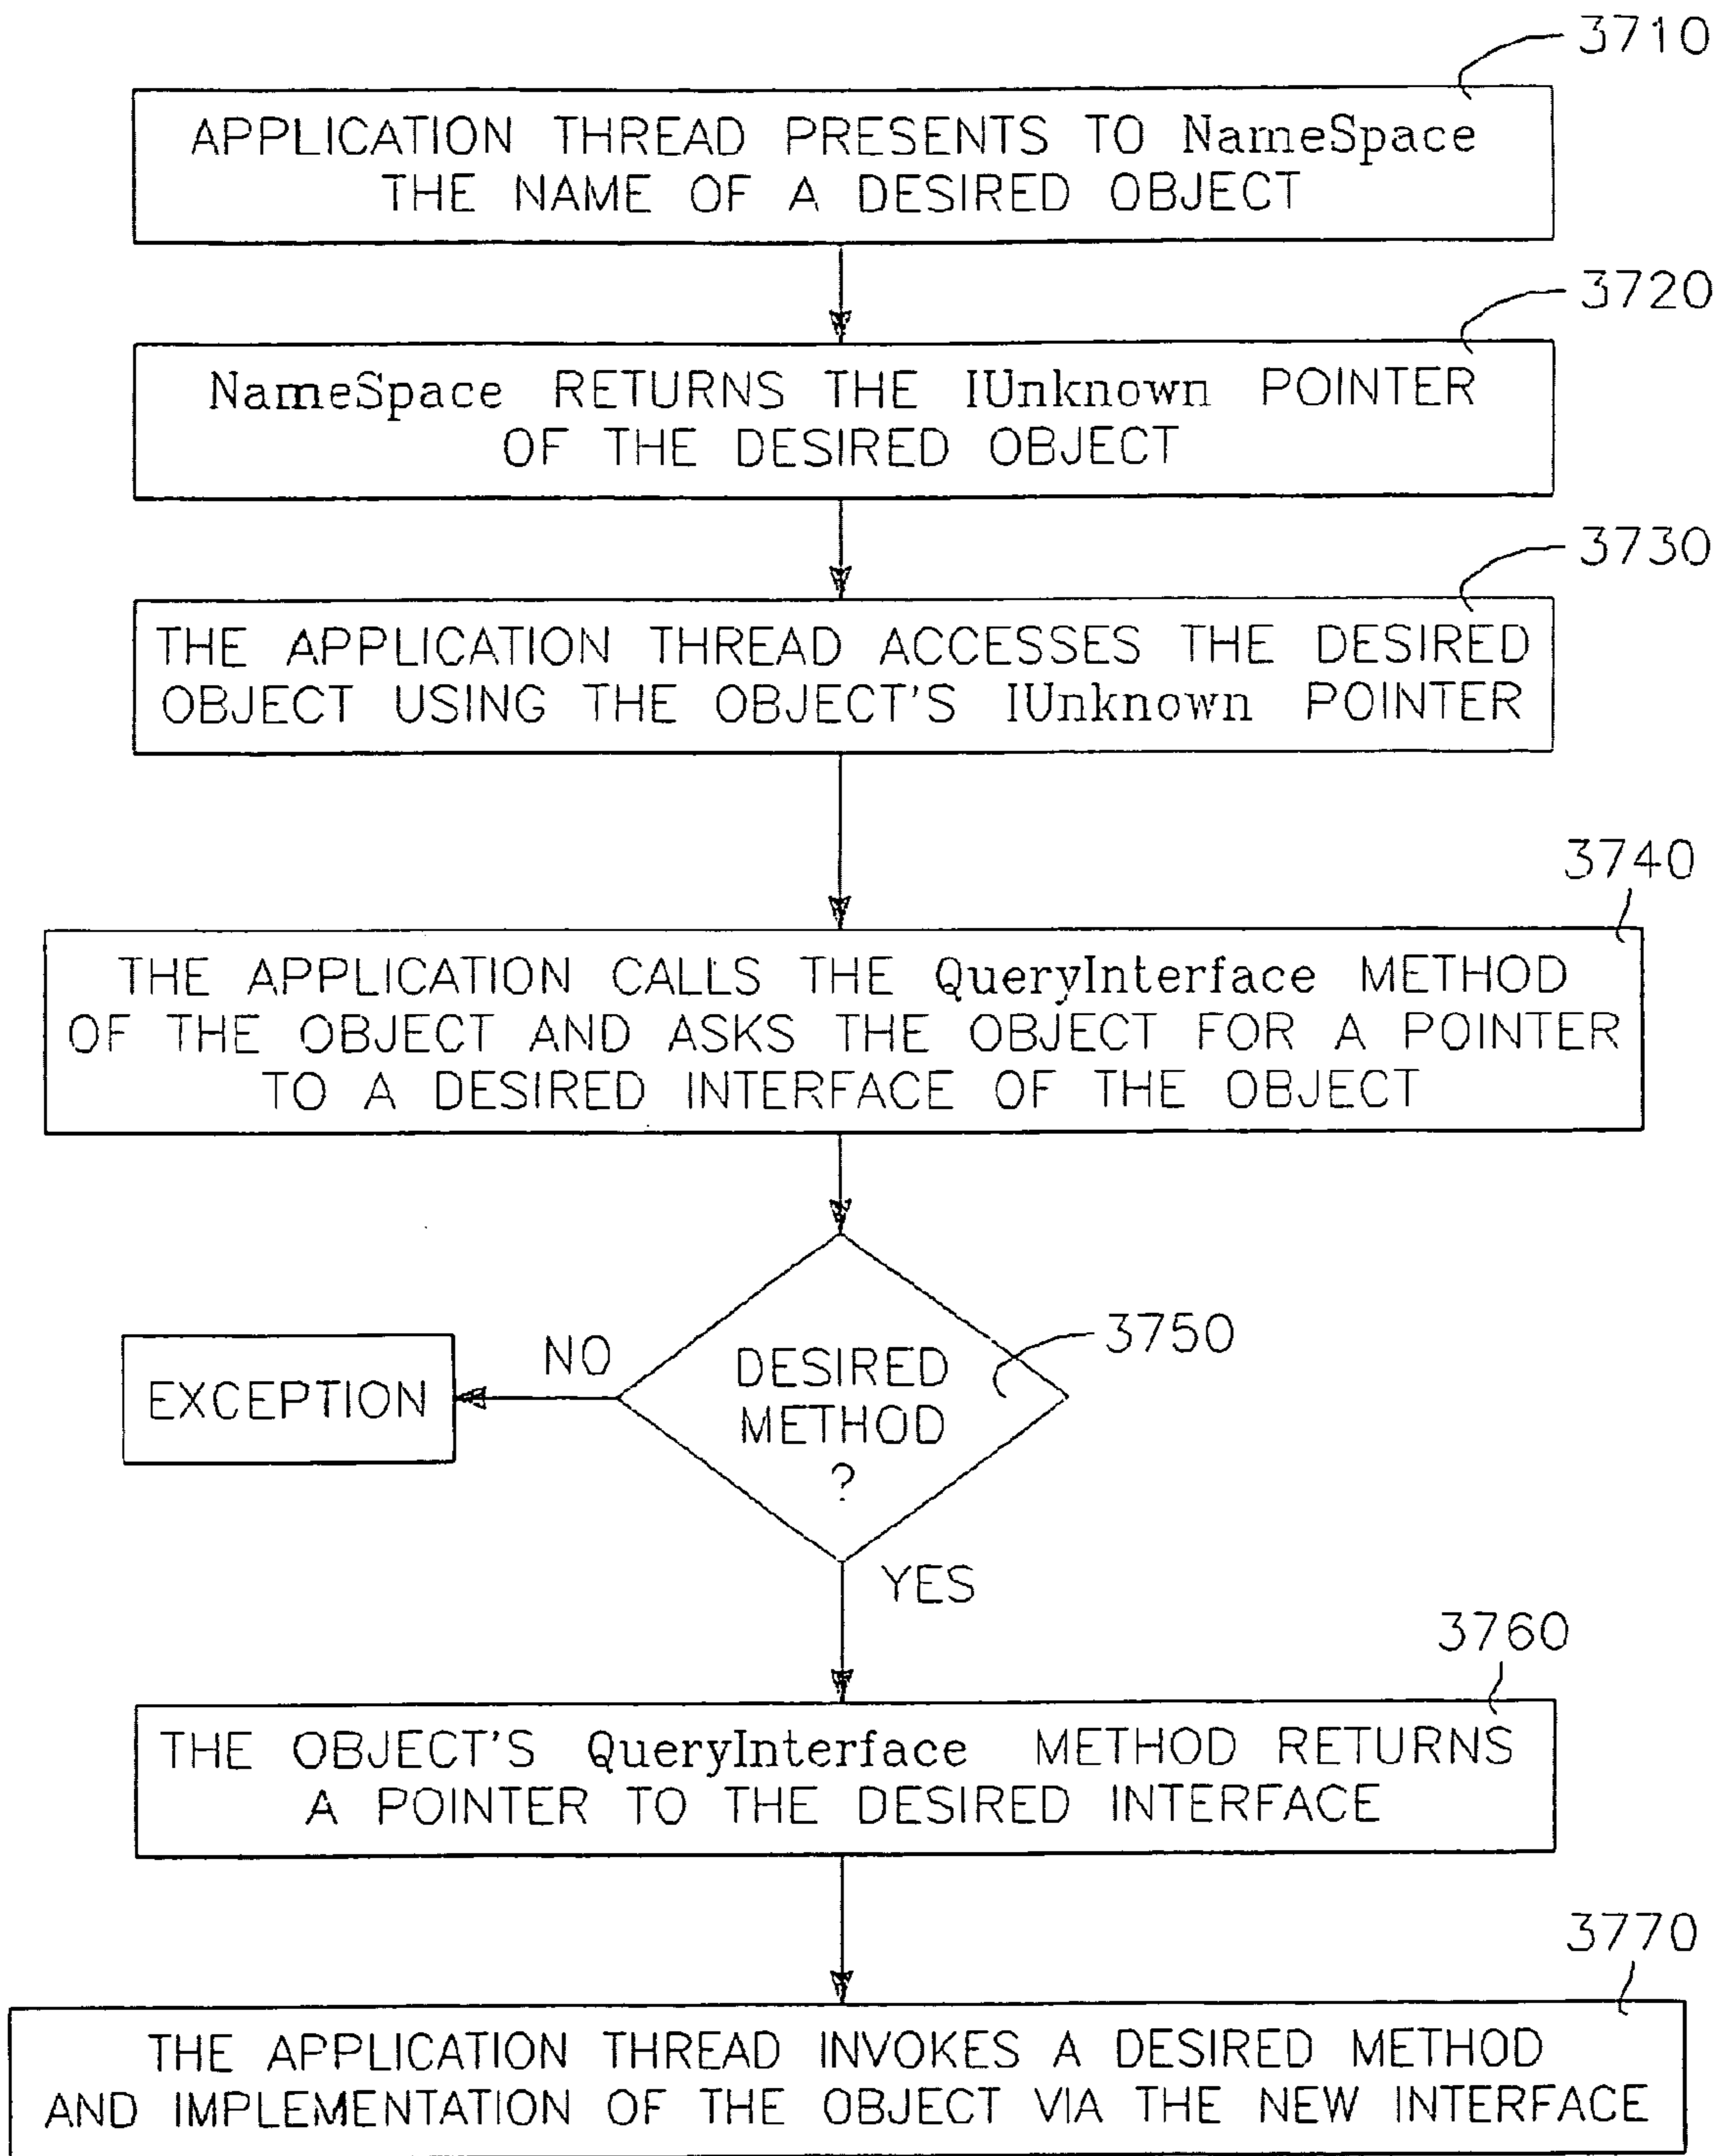 3710
APPLICATION THREAD PRESENTS TO NameSpace
THE NAME OF A DESIRED OBJECT
3720
NameSpace RETURNS THE IUnknown POINTER
OF THE DESIRED OBJECT
3730
THE APPLICATION THREAD ACCESSES THE DESIRED
OBJECT USING THE OBJECT'S IUnknown POINTER
3740
THE APPLICATION CALLS THE QueryInterface METHOD
OF THE OBJECT AND ASKS THE OBJECT FOR A POINTER
TO A DESIRED INTERFACE OF THE OBJECT
3750
DESIRED
METHOD
?
NO
EXCEPTION
YES
3760
THE OBJECT'S QueryInterface METHOD RETURNS
A POINTER TO THE DESIRED INTERFACE
3770
THE APPLICATION THREAD INVOKES A DESIRED METHOD
AND IMPLEMENTATION OF THE OBJECT VIA THE NEW INTERFACE